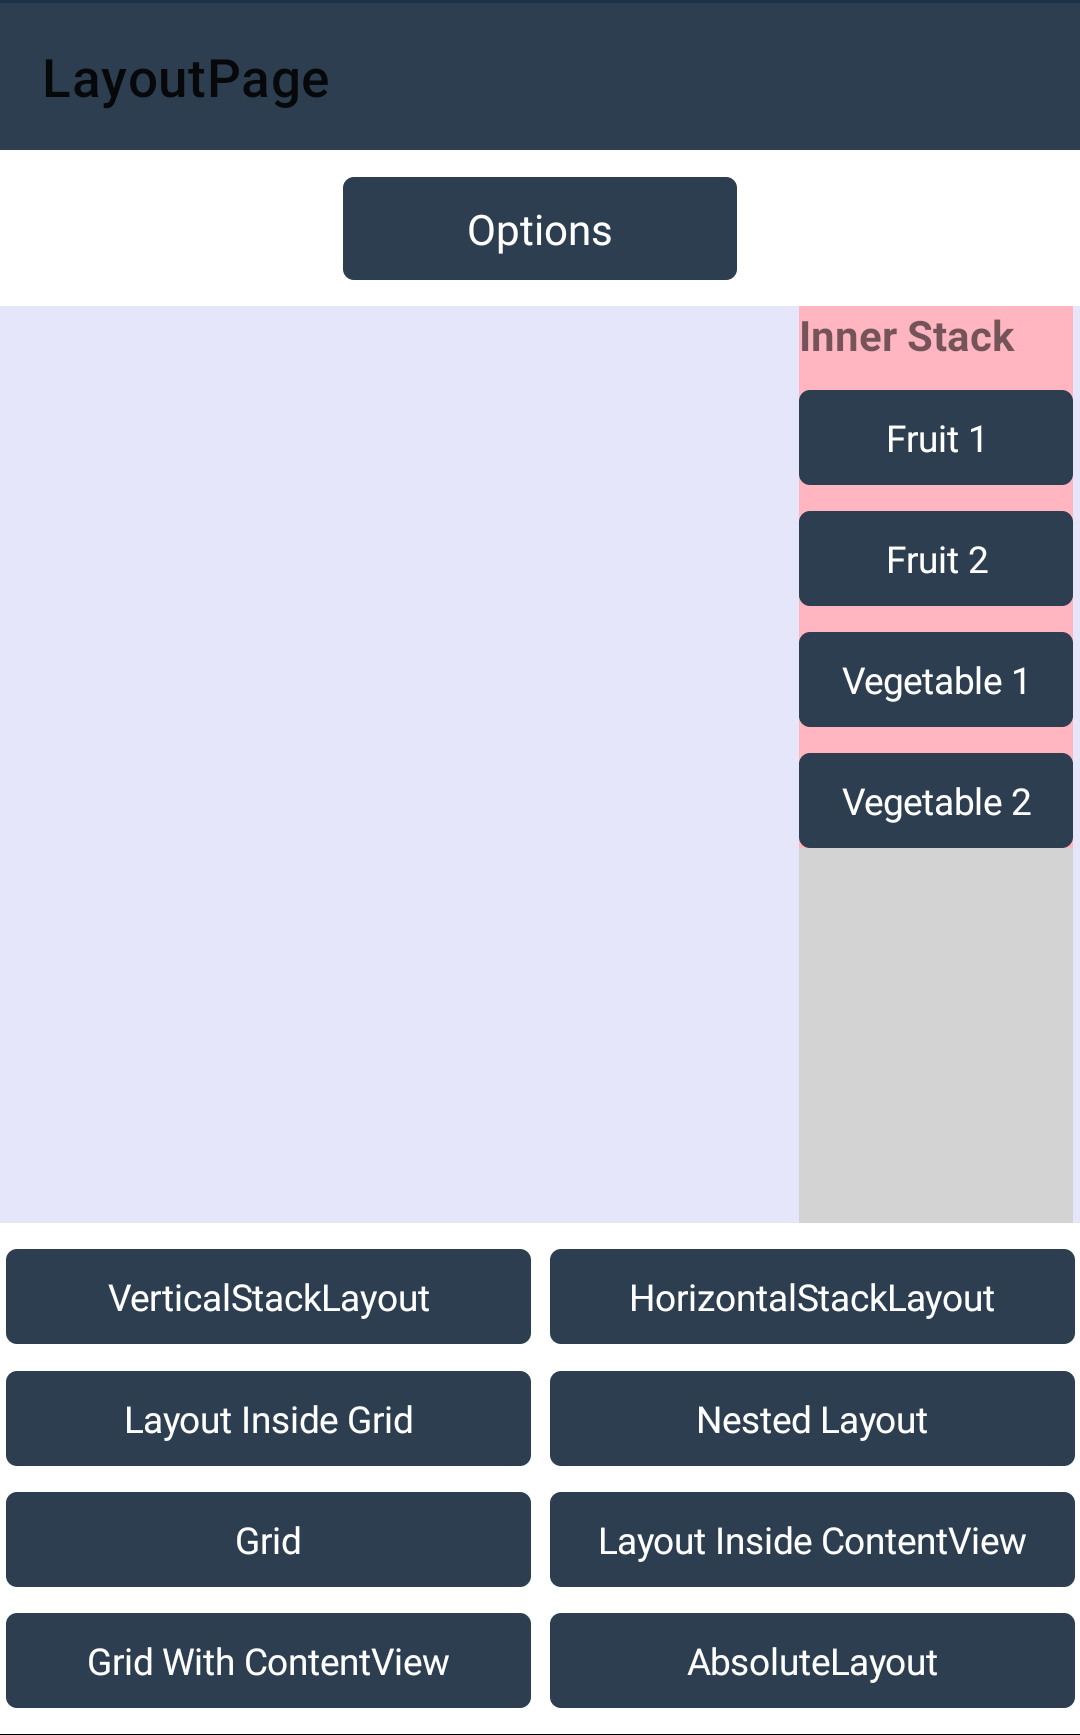 LayoutPage
Options
Inner Stack
Fruit 1
Fruit 2
Vegetable 1
Vegetable 2
VerticalStackLayout
HorizontalStackLayout
Layout Inside Grid
Nested Layout
Grid
Layout Inside ContentView
Grid With ContentView
AbsoluteLayout